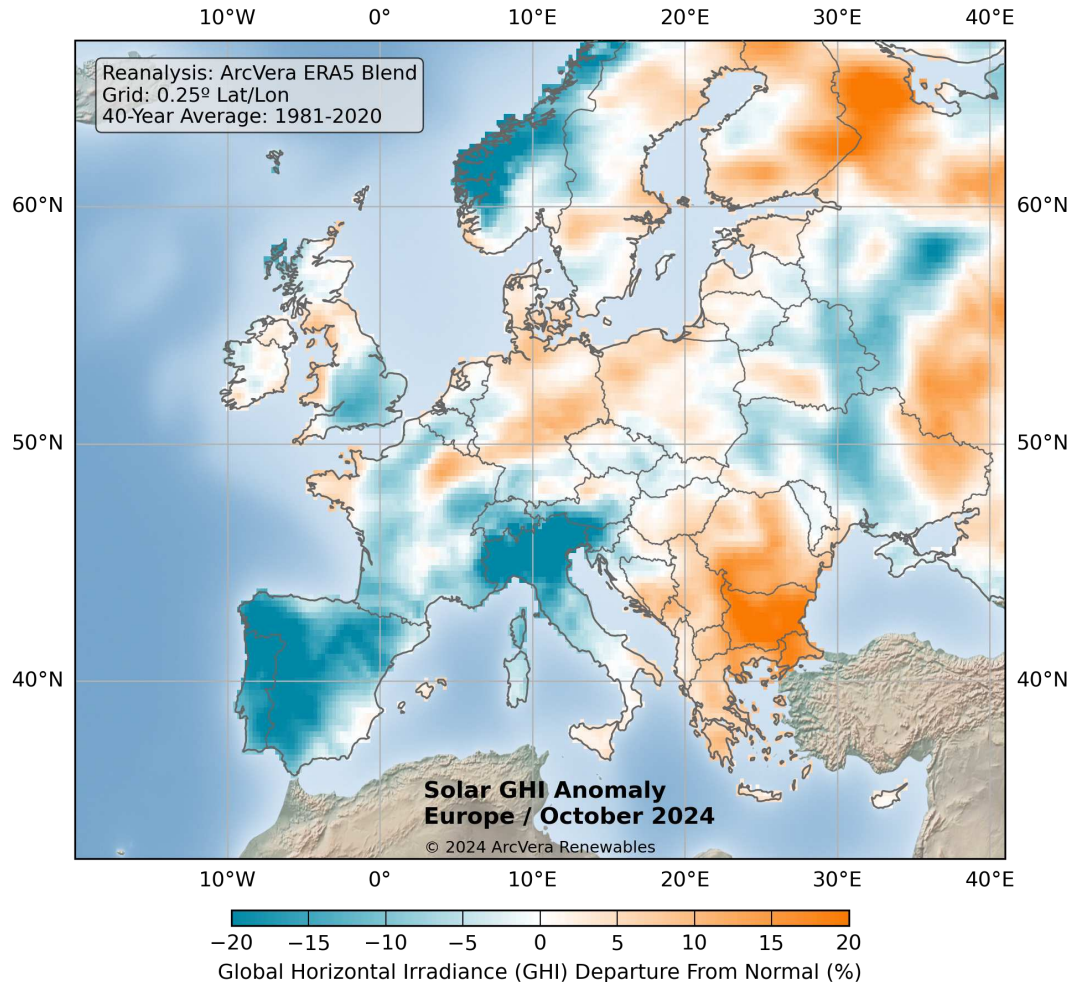 10°W 0° 10°E 20°E 30°E 40°E
Reanalysis: ArcVera ERA5 Blend
Grid: 0.25º Lat/Lon
40-Year Average: 1981-2020
60°N 60°N
50°N 50°N
40°N 40°N
Solar GHI Anomaly
Europe / October 2024
© 2024 ArcVera Renewables
10°W 0° 10°E 20°E 30°E 40°E
−20 −15 −10 −5 0 5 10 15 20
Global Horizontal Irradiance (GHI) Departure From Normal (%)